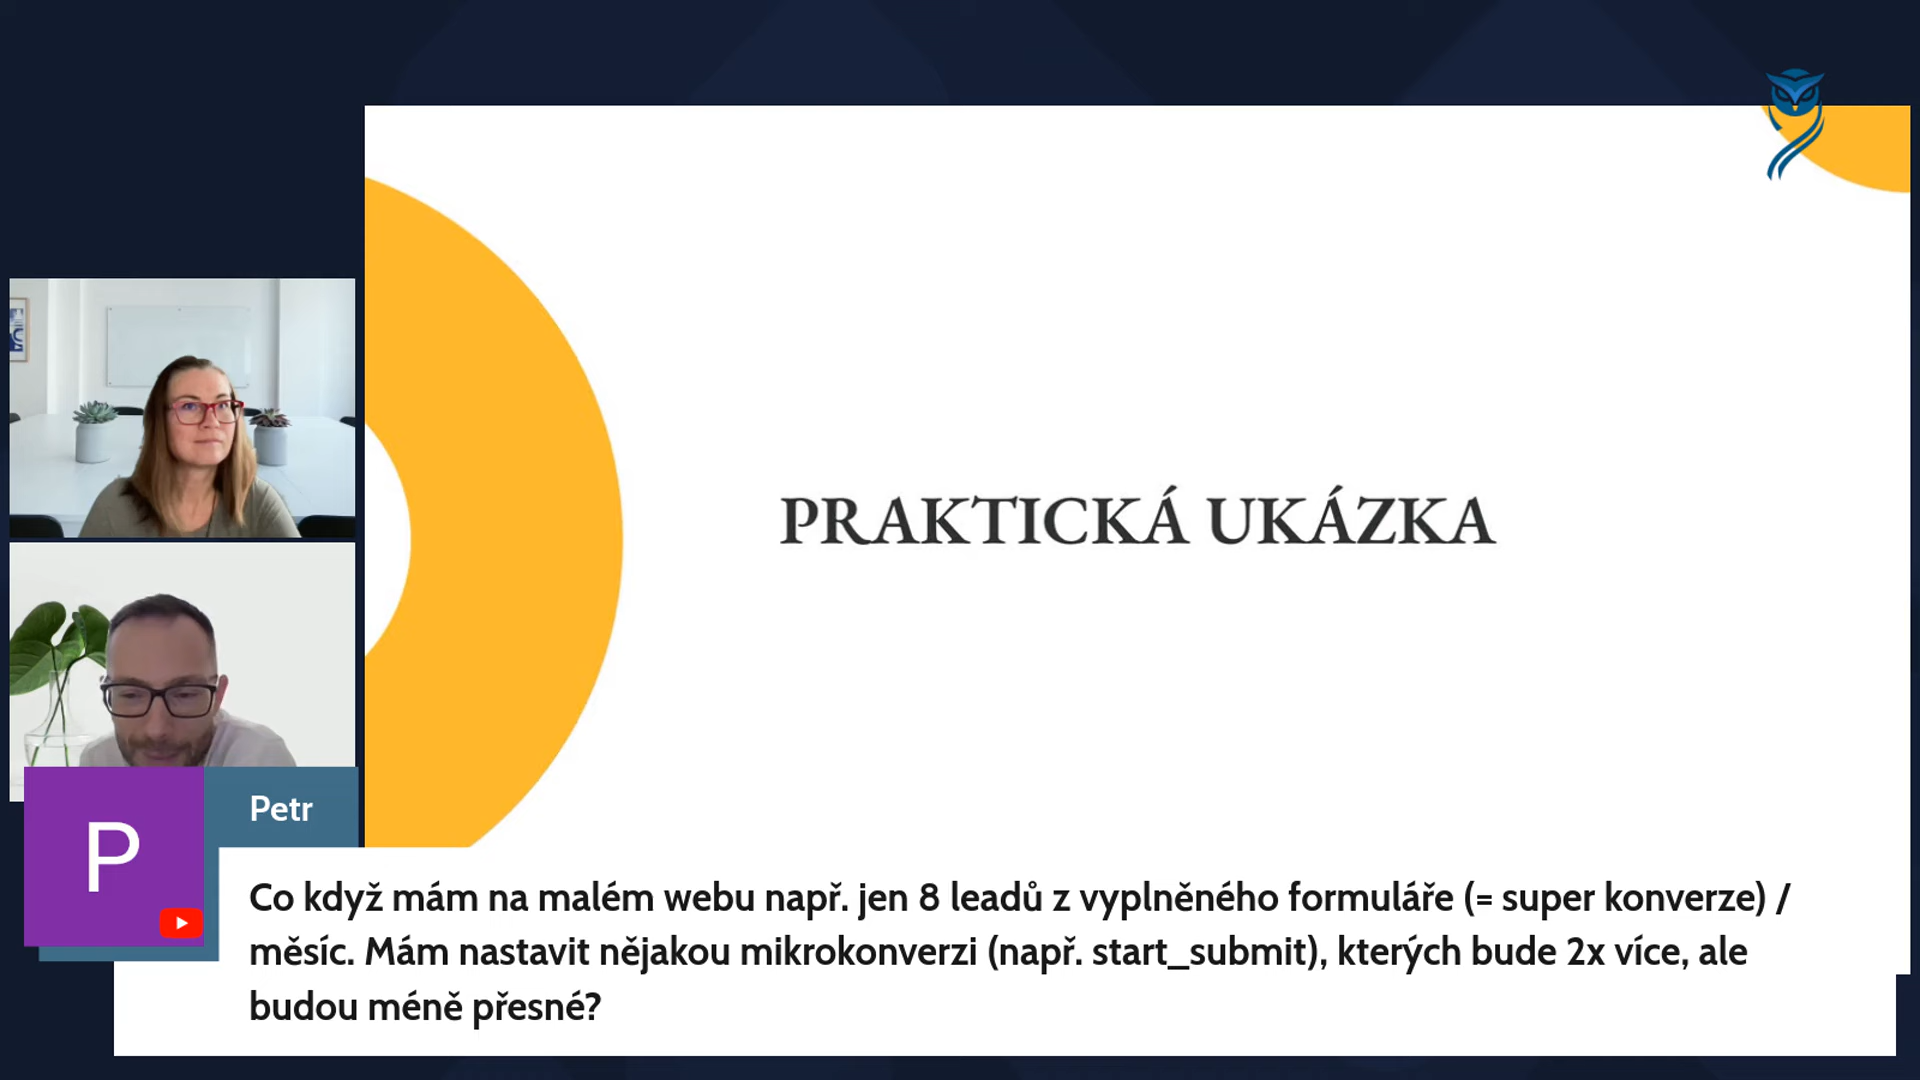 PRAKTICKÁ UKÁZKA
P
Petr
Co když mám na malém webu např. jen 8 leadů z vyplněného formuláře (= super konverze) /
měsíc. Mám nastavit nějakou mikrokonverzi (např. start_submit), kterých bude 2x více, ale
budou méně přesné?